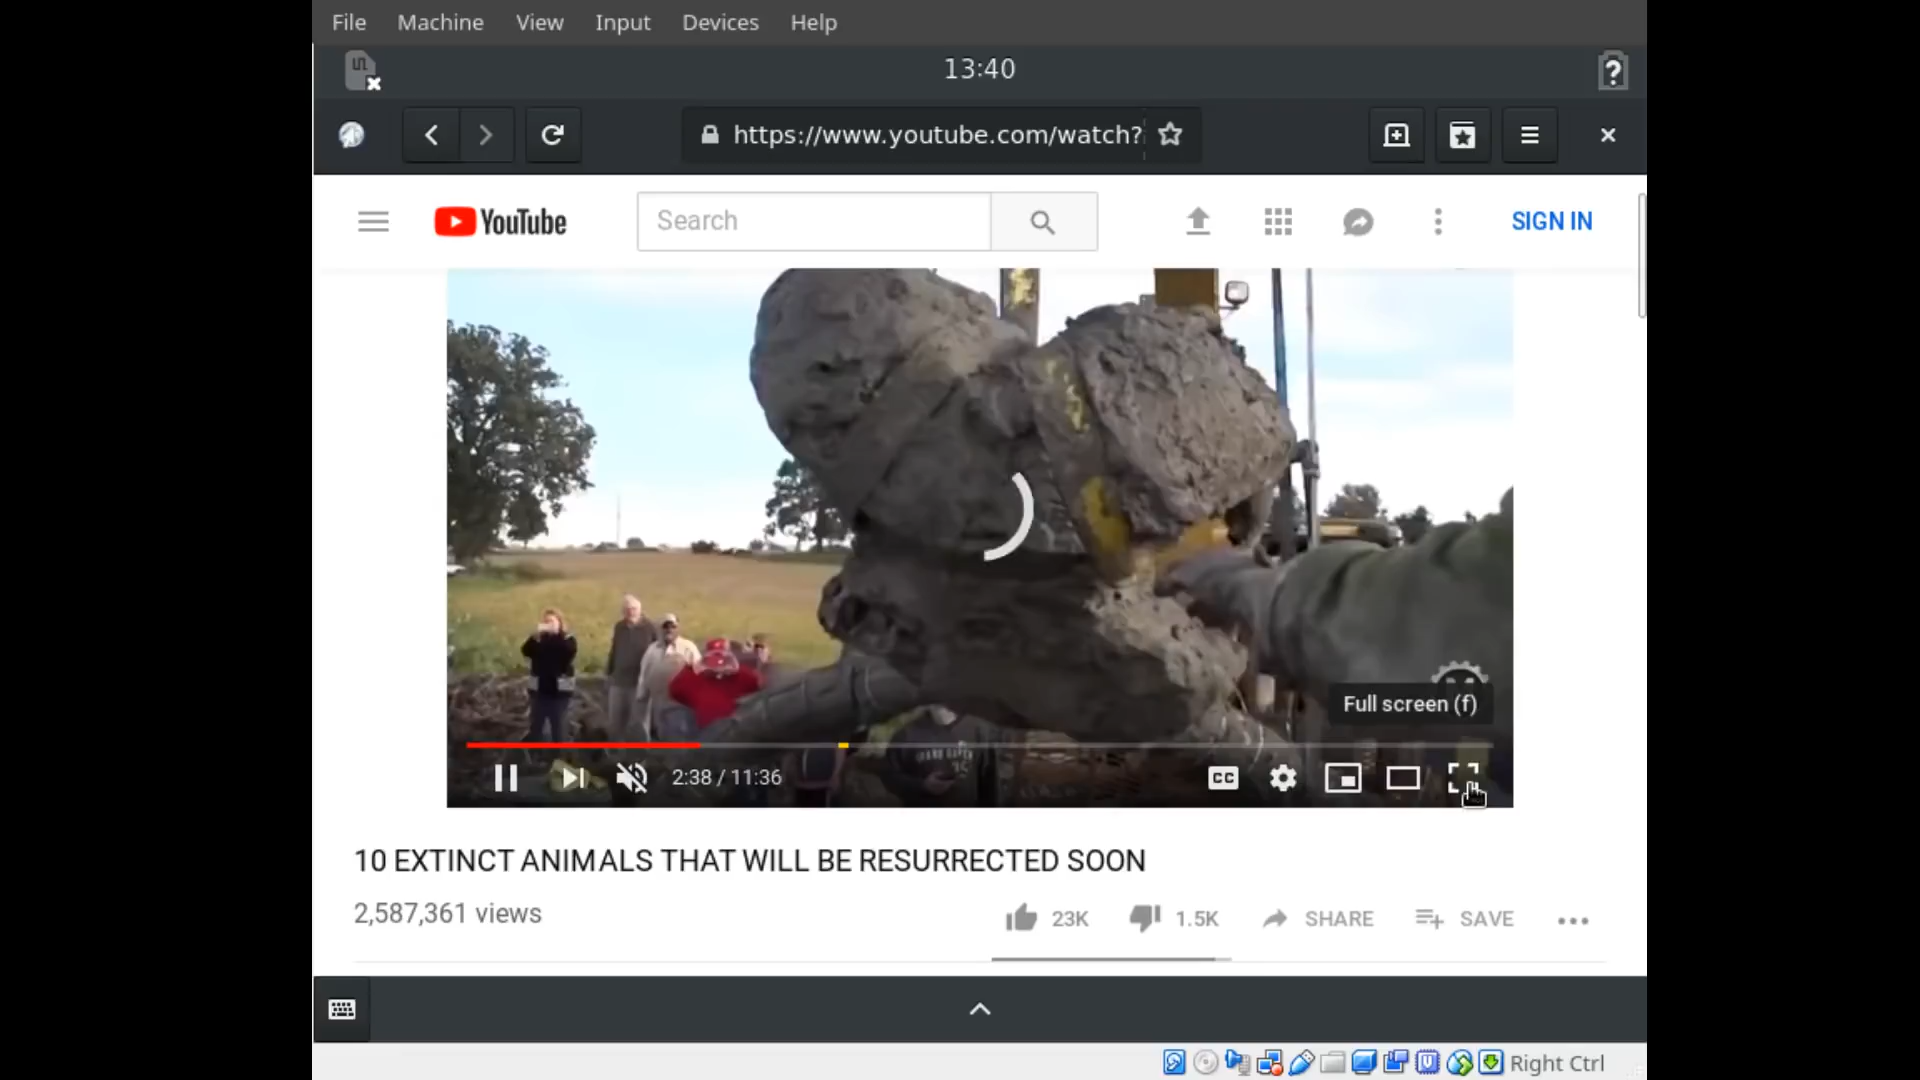 File Machine View Input Devices Help
13:40
https://www.youtube.com/watch?
YouTube
Search
SIGN IN
Full screen (f)
2:38 / 11:36
CC
10 EXTINCT ANIMALS THAT WILL BE RESURRECTED SOON
2,587,361 views
23K
1.5K
SHARE
SAVE
Right Ctrl